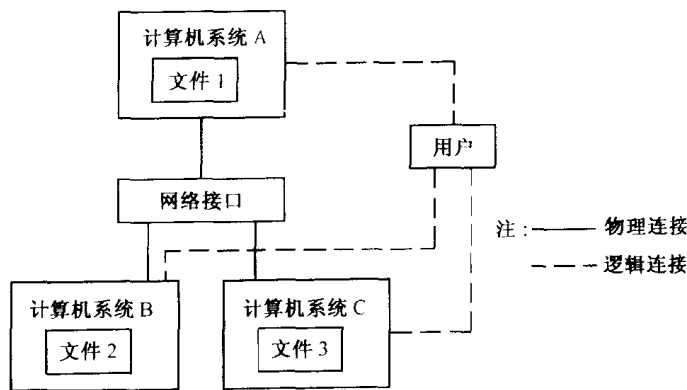 计算机系统 A
文件 1
用户
网络接口
注:
物理连接
逻辑连接
计算机系统 B
文件 2
计算机系统 C
文件 3